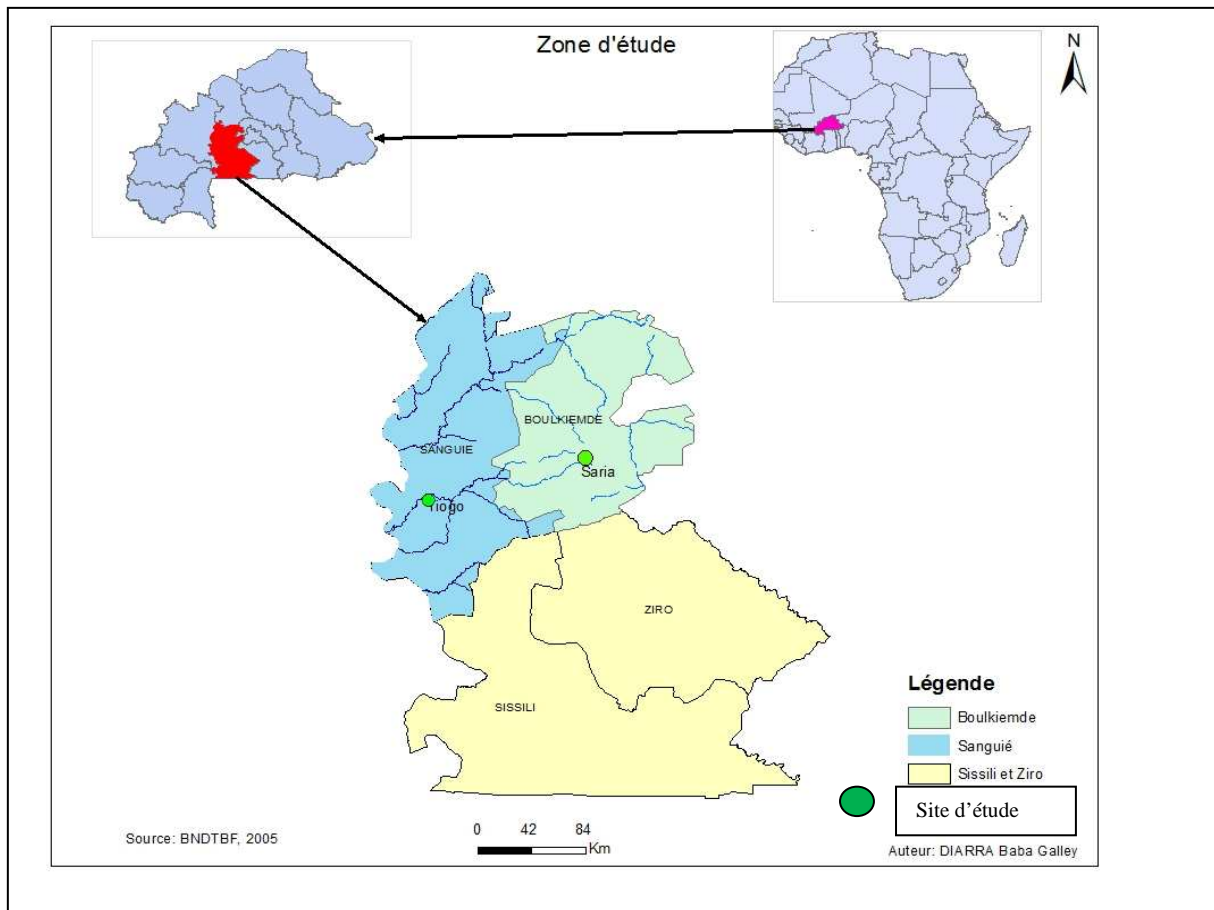 Zone d'étude
N
BOULKIEMDE
SANGUIE
Saria
Tiogo
ZIRO
SISSILI
Légende
Boulkiemde
Sanguié
Sissili et Ziro
Site d'étude
Source: BNDTBF, 2005
0 42 84
Km
Auteur: DIARRA Baba Galley